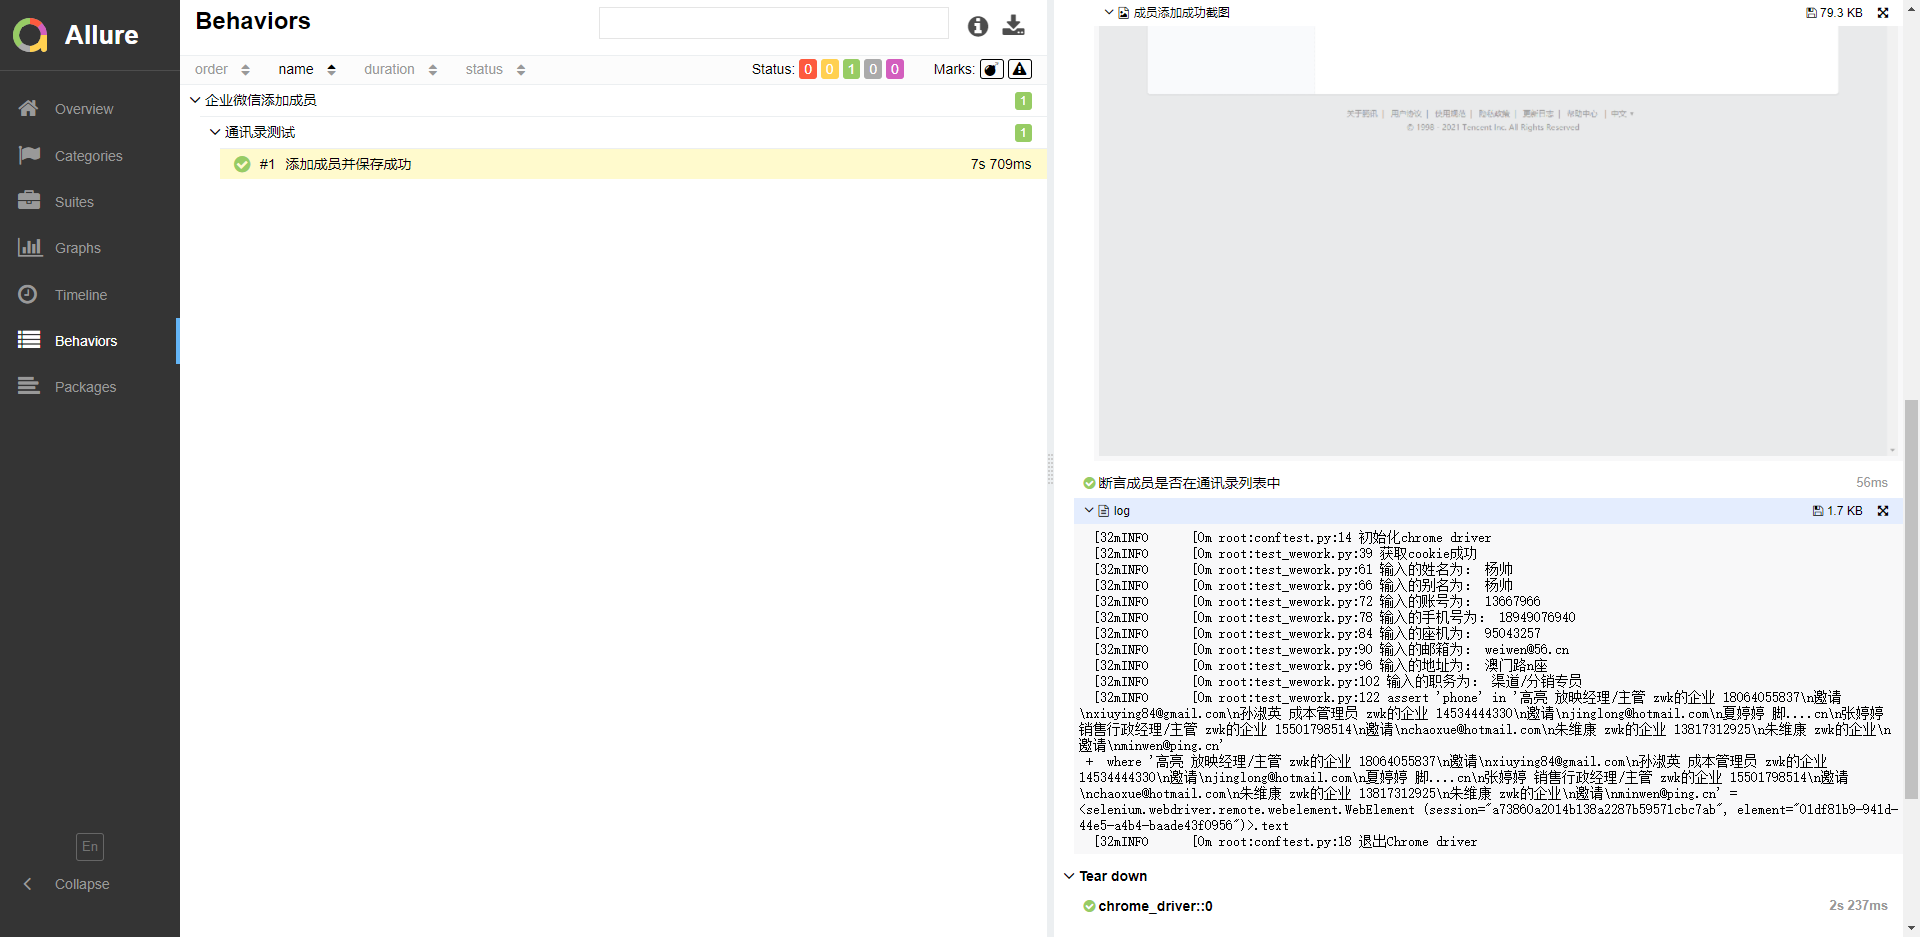 Allure
Overview
Categories
Suites
Graphs
Timeline
Behaviors
Packages
En
Collapse
Behaviors
order name duration status Status: 0 0 1 0 0 Marks:
企业微信添加成员 1
通讯录测试 1
#1 添加成员并保存成功 7s 709ms
成员添加成功截图 79.3 KB
关于腾讯 | 用户协议 | 使用规范 | 隐私政策 | 更新日志 | 帮助中心 | 中文
© 1998 - 2021 Tencent Inc. All Rights Reserved
断言成员是否在通讯录列表中 56ms
log 1.7 KB
[32mINFO [0m root:conftest.py:14 初始化chrome driver
[32mINFO [0m root:test_wework.py:39 获取cookie成功
[32mINFO [0m root:test_wework.py:61 输入的姓名为: 杨帅
[32mINFO [0m root:test_wework.py:66 输入的别名为: 杨帅
[32mINFO [0m root:test_wework.py:72 输入的账号为: 13667966
[32mINFO [0m root:test_wework.py:78 输入的手机号为: 18949076940
[32mINFO [0m root:test_wework.py:84 输入的座机为: 95043257
[32mINFO [0m root:test_wework.py:90 输入的邮箱为: weiwen@56.cn
[32mINFO [0m root:test_wework.py:96 输入的地址为: 澳门路n座
[32mINFO [0m root:test_wework.py:102 输入的职务为: 渠道/分销专员
[32mINFO [0m root:test_wework.py:122 assert 'phone' in '高亮 放映经理/主管 zwk的企业 18064055837\n邀请
\nxiuying84@gmail.com\n孙淑英 成本管理员 zwk的企业 14534444330\n邀请\njinglong@hotmail.com\n夏婷婷 脚....cn\n张婷婷
销售行政经理/主管 zwk的企业 15501798514\n邀请\nchaoxue@hotmail.com\n朱维康 zwk的企业 13817312925\n朱维康 zwk的企业\n
邀请\nminwen@ping.cn'
+ where '高亮 放映经理/主管 zwk的企业 18064055837\n邀请\nxiuying84@gmail.com\n孙淑英 成本管理员 zwk的企业
14534444330\n邀请\njinglong@hotmail.com\n夏婷婷 脚....cn\n张婷婷 销售行政经理/主管 zwk的企业 15501798514\n邀请
\nchaoxue@hotmail.com\n朱维康 zwk的企业 13817312925\n朱维康 zwk的企业\n邀请\nminwen@ping.cn' =
<selenium.webdriver.remote.webelement.WebElement (session="a73860a2014b138a2287b59571cbc7ab", element="01df81b9-941d-
44e5-a4b4-baade43f0956")>.text
[32mINFO [0m root:conftest.py:18 退出Chrome driver
Tear down
chrome_driver::0 2s 237ms